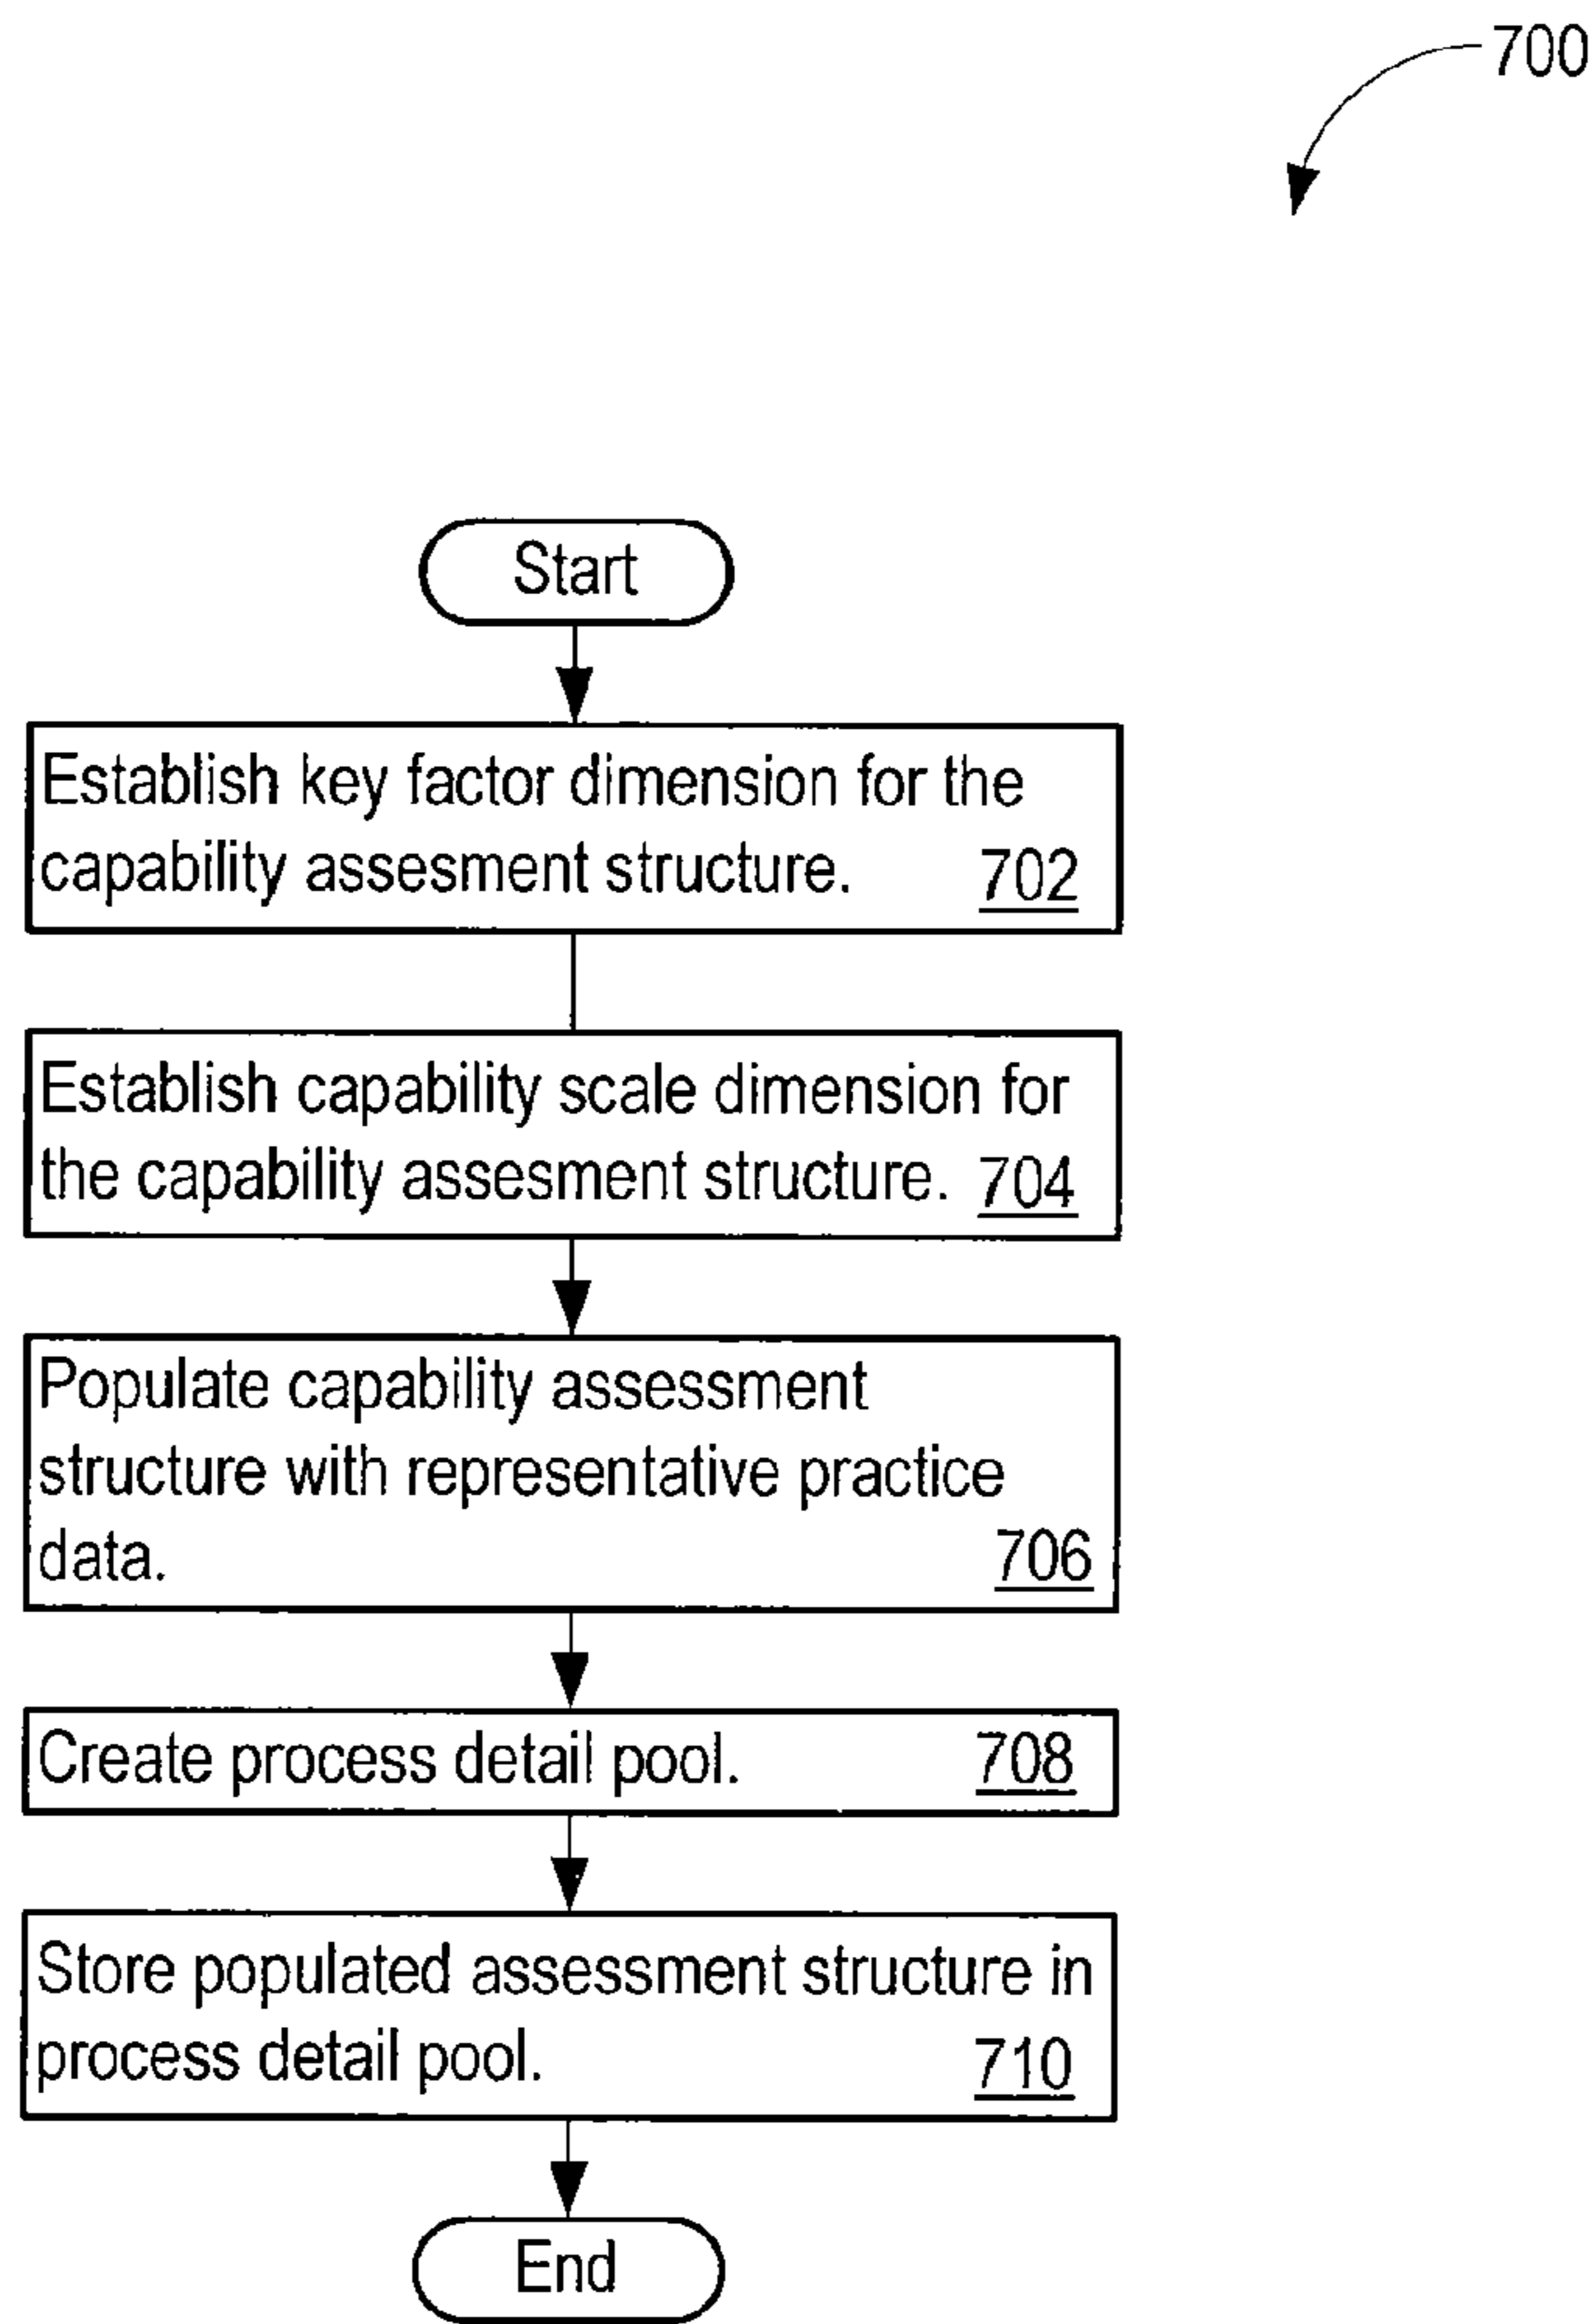 700
Start
Establish key factor dimension for the
capability assesment structure. 702
Establish capability scale dimension for
the capability assesment structure. 704
Populate capability assessment
structure with representative practice
data. 706
Create process detail pool. 708
Store populated assessment structure in
process detail pool. 710
End